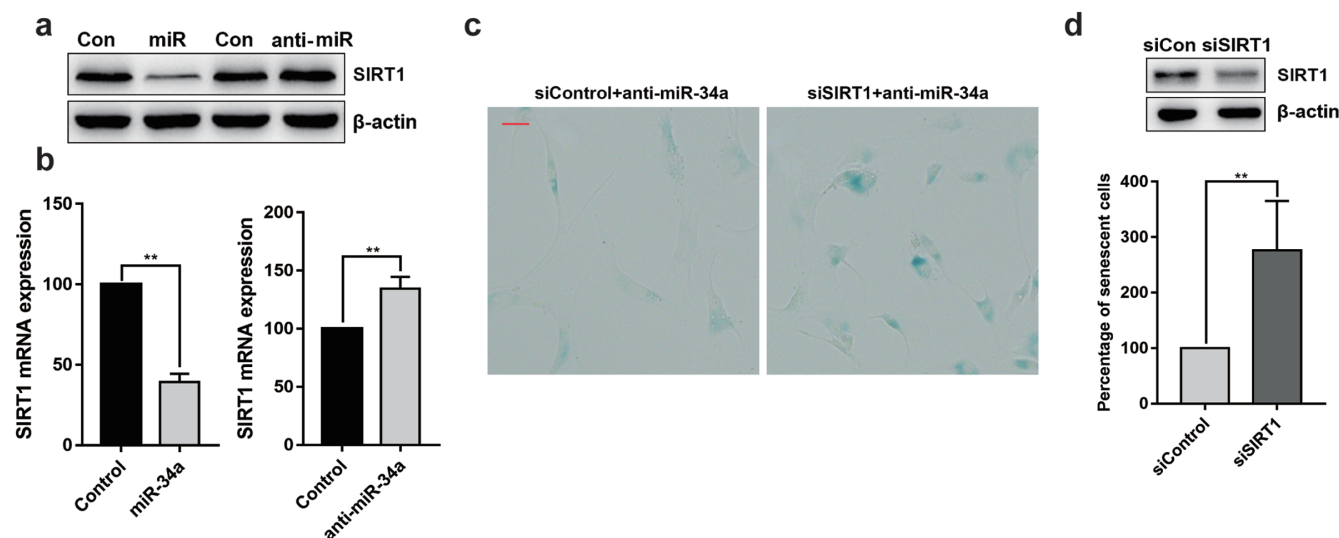 a
Con miR Con anti-miR
SIRT1
β-actin
b
SIRT1 mRNA expression
150
100
50
0
**
Control
miR-34a
SIRT1 mRNA expression
200
150
100
50
0
**
Control
anti-miR-34a
c
siControl+anti-miR-34a
siSIRT1+anti-miR-34a
d
siCon siSIRT1
SIRT1
β-actin
Percentage of senescent cells
400
300
300
200
100
0
**
siControl
siSIRT1